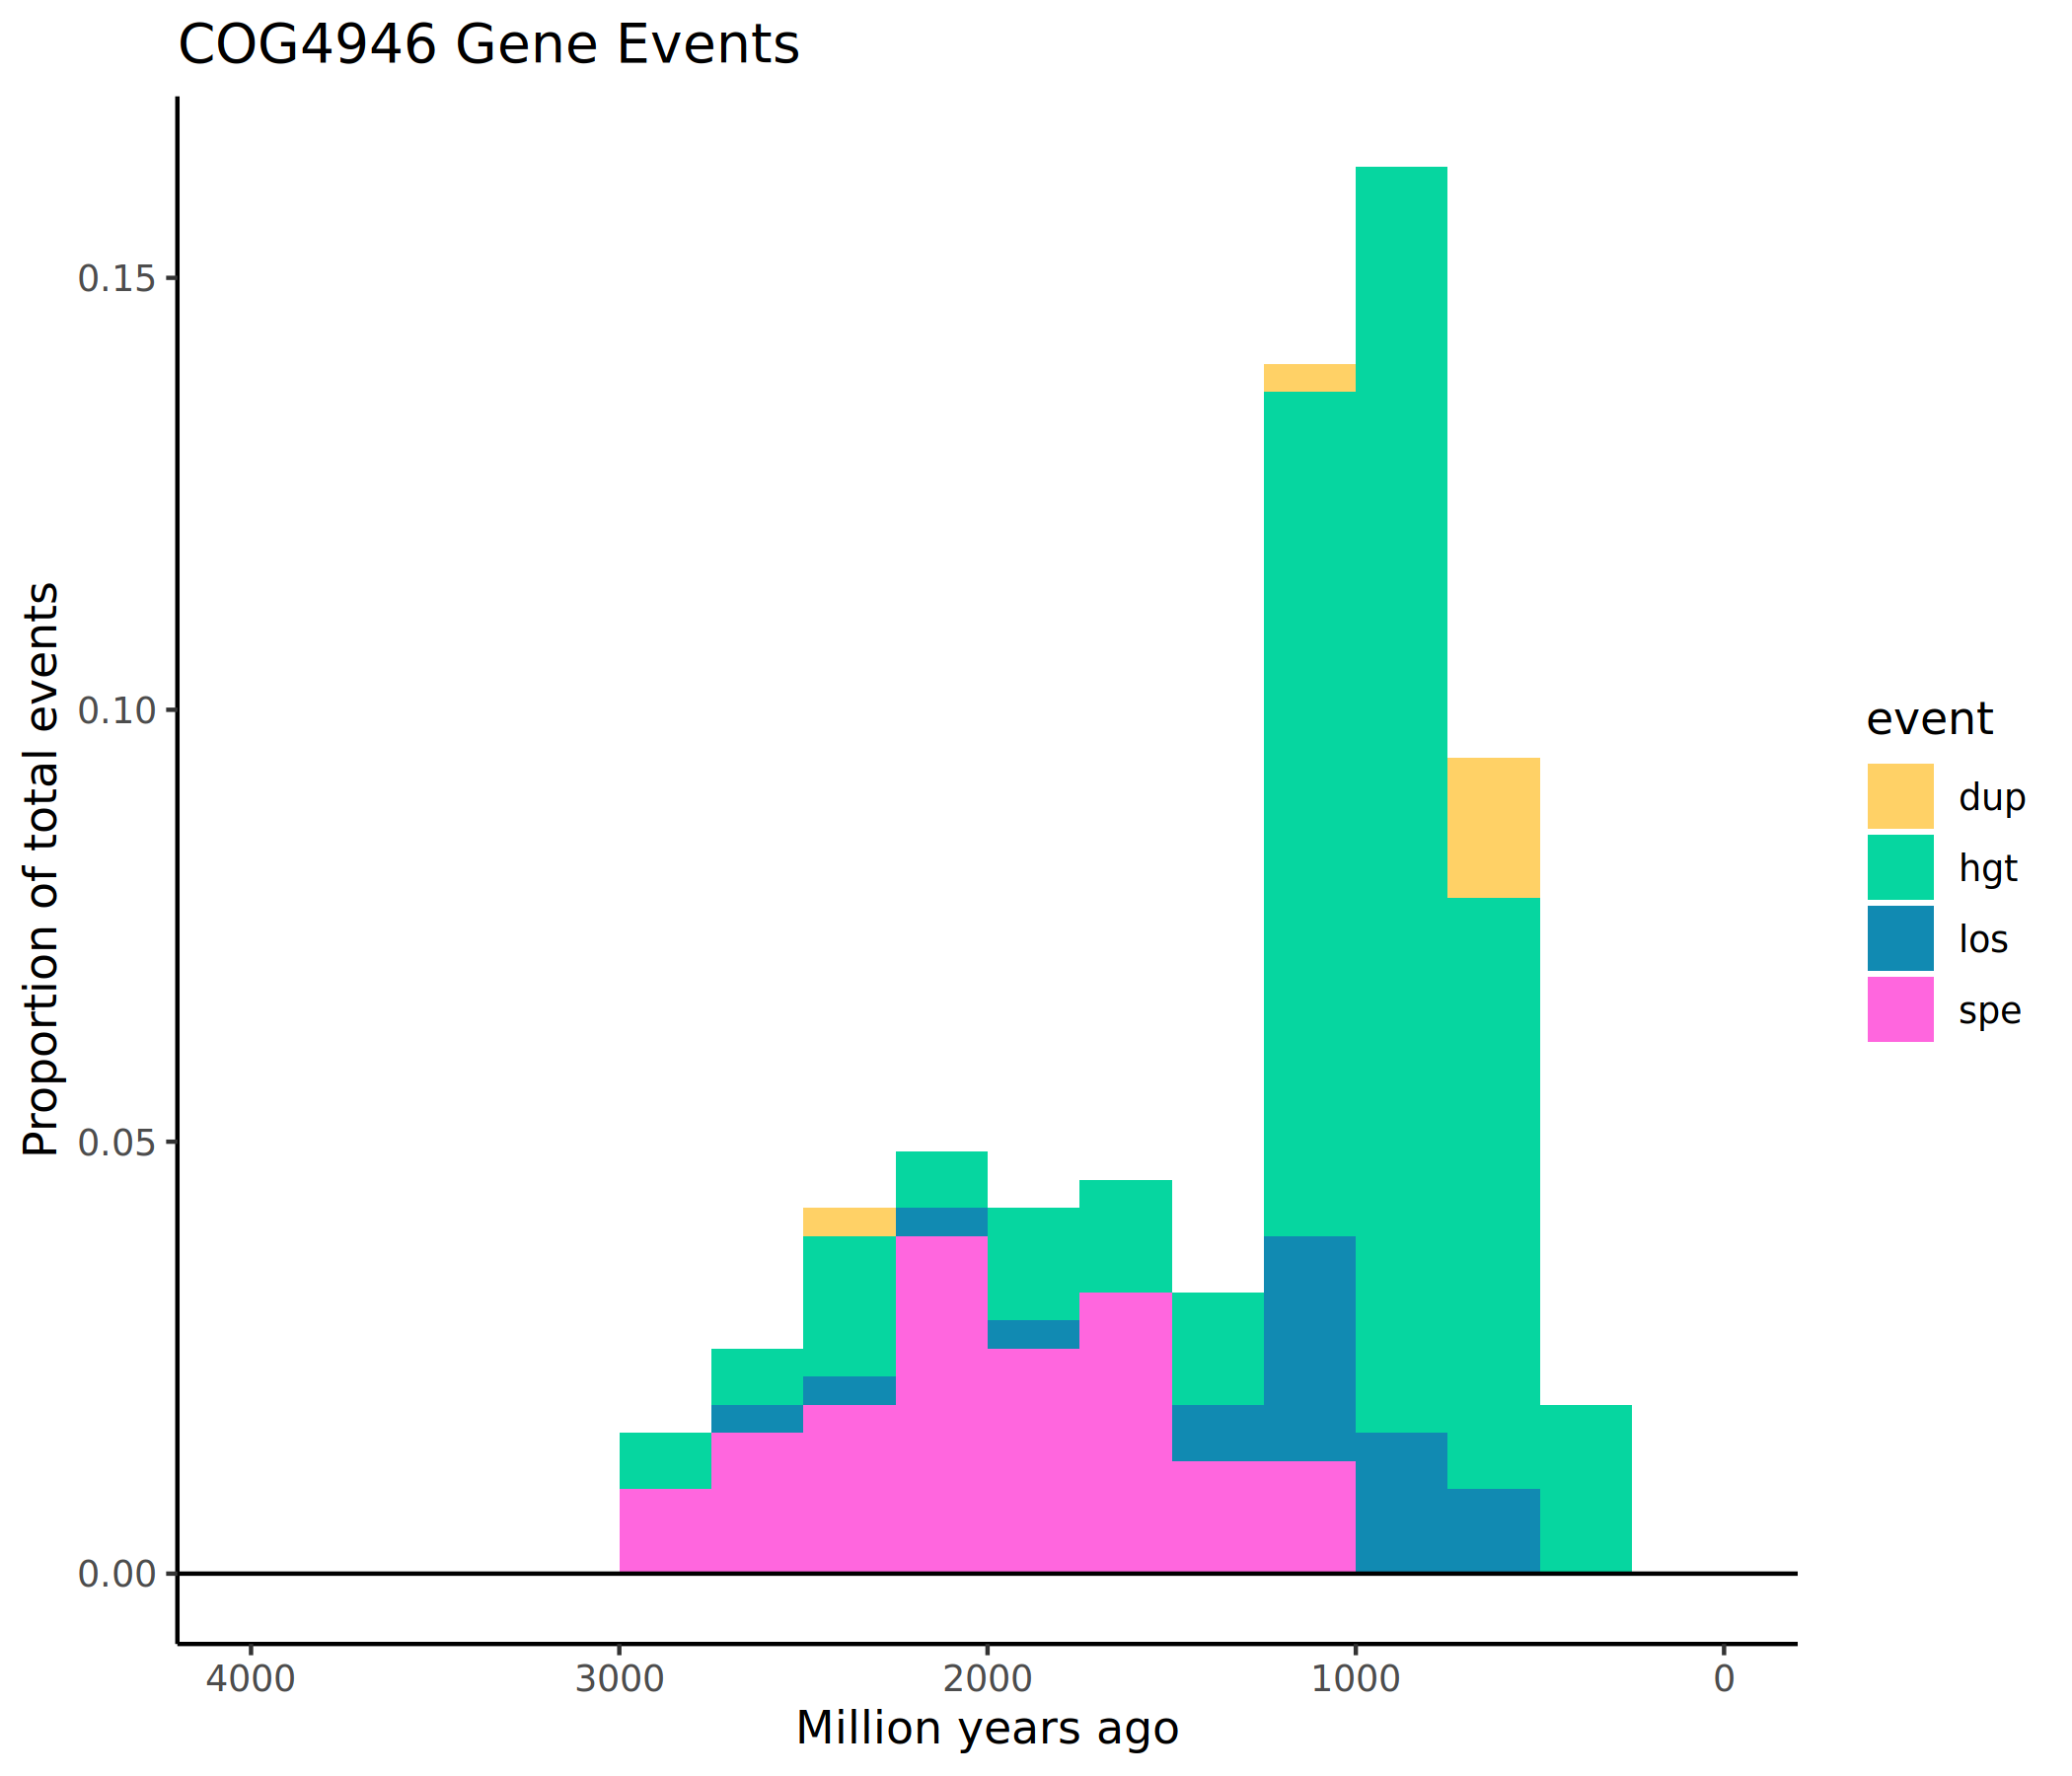 COG4946 Gene Events
Proportion of total events
0.15
0.10
0.05
0.00
4000 3000 2000 1000 0
Million years ago
event
dup
hgt
los
spe